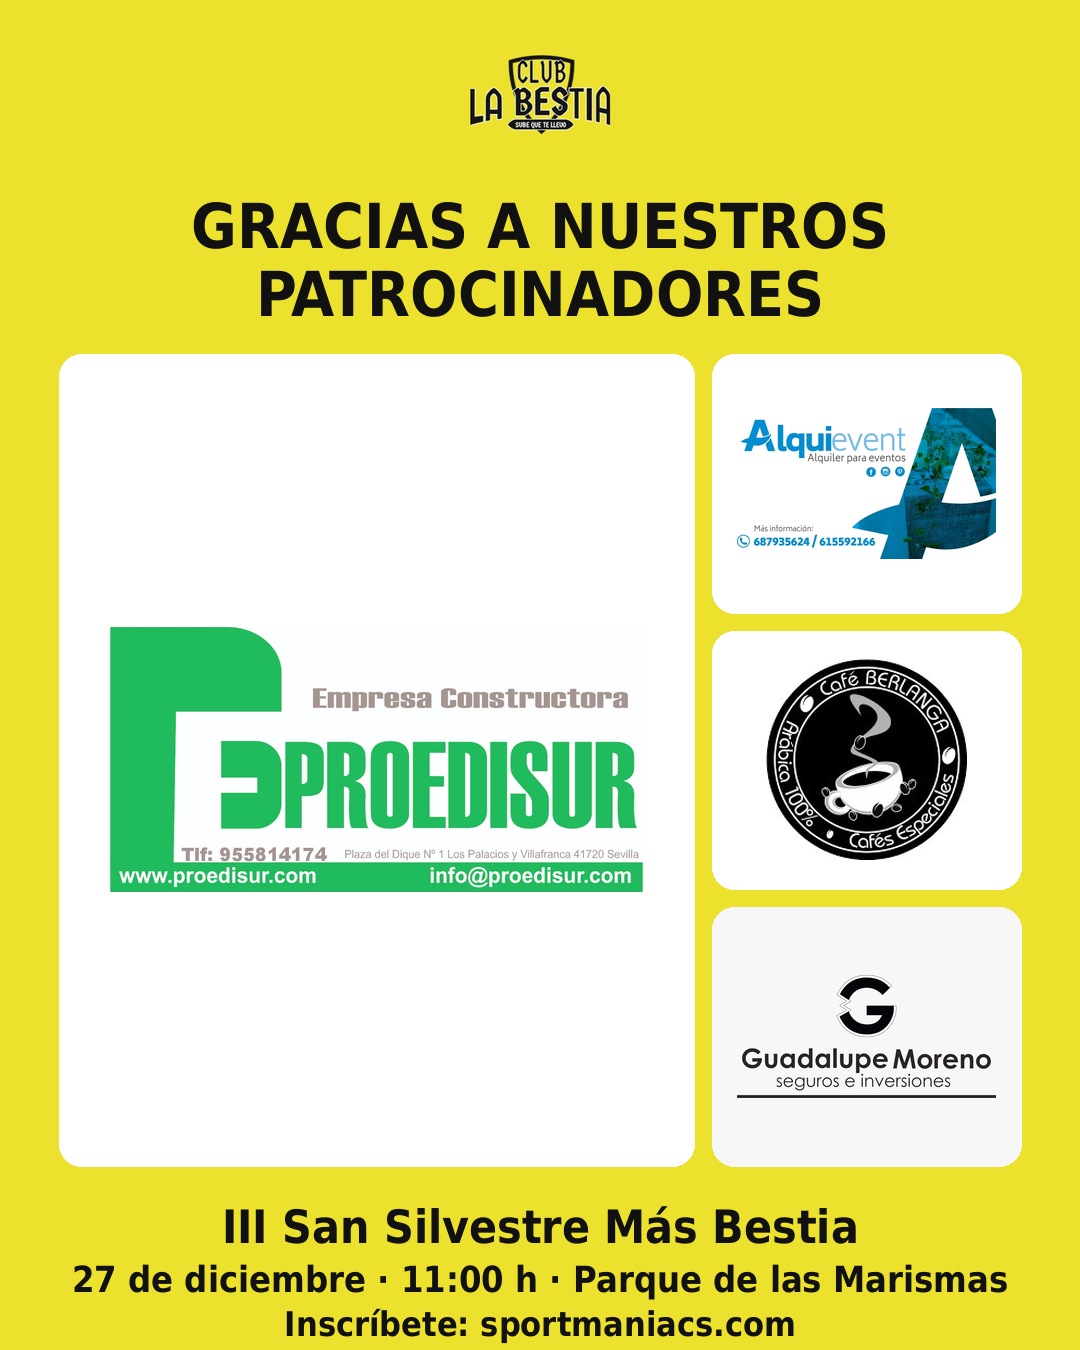 CLUB
LA BESTIA
SUBE QUE TE LLEVO
GRACIAS A NUESTROS
PATROCINADORES
Empresa Constructora
PROEDISUR
Tlf: 955814174 Plaza del Dique Nº 1 Los Palacios y Villafranca 41720 Sevilla
www.proedisur.com info@proedisur.com
Alquievent
Alquiler para eventos
Más información:
687935624 / 615592166
Café BERLANGA
Arábica 100%
Cafés Especiales
G
Guadalupe Moreno
seguros e inversiones
III San Silvestre Más Bestia
27 de diciembre · 11:00 h · Parque de las Marismas
Inscríbete: sportmaniacs.com